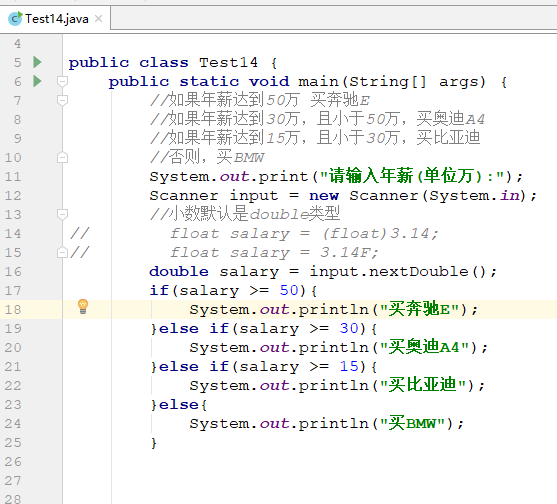 Test14.java
4
5 public class Test14 {
6     public static void main(String[] args) {
7         //如果年薪达到50万 买奔驰E
8         //如果年薪达到30万，且小于50万，买奥迪A4
9         //如果年薪达到15万，且小于30万，买比亚迪
10         //否则，买BMW
11         System.out.print("请输入年薪(单位万):");
12         Scanner input = new Scanner(System.in);
13         //小数默认是double类型
14 //        float salary = (float)3.14;
15 //        float salary = 3.14F;
16         double salary = input.nextDouble();
17         if(salary >= 50){
18             System.out.println("买奔驰E");
19         }else if(salary >= 30){
20             System.out.println("买奥迪A4");
21         }else if(salary >= 15){
22             System.out.println("买比亚迪");
23         }else{
24             System.out.println("买BMW");
25         }
26
27
28